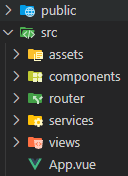 public
src
assets
components
router
services
views
App.vue